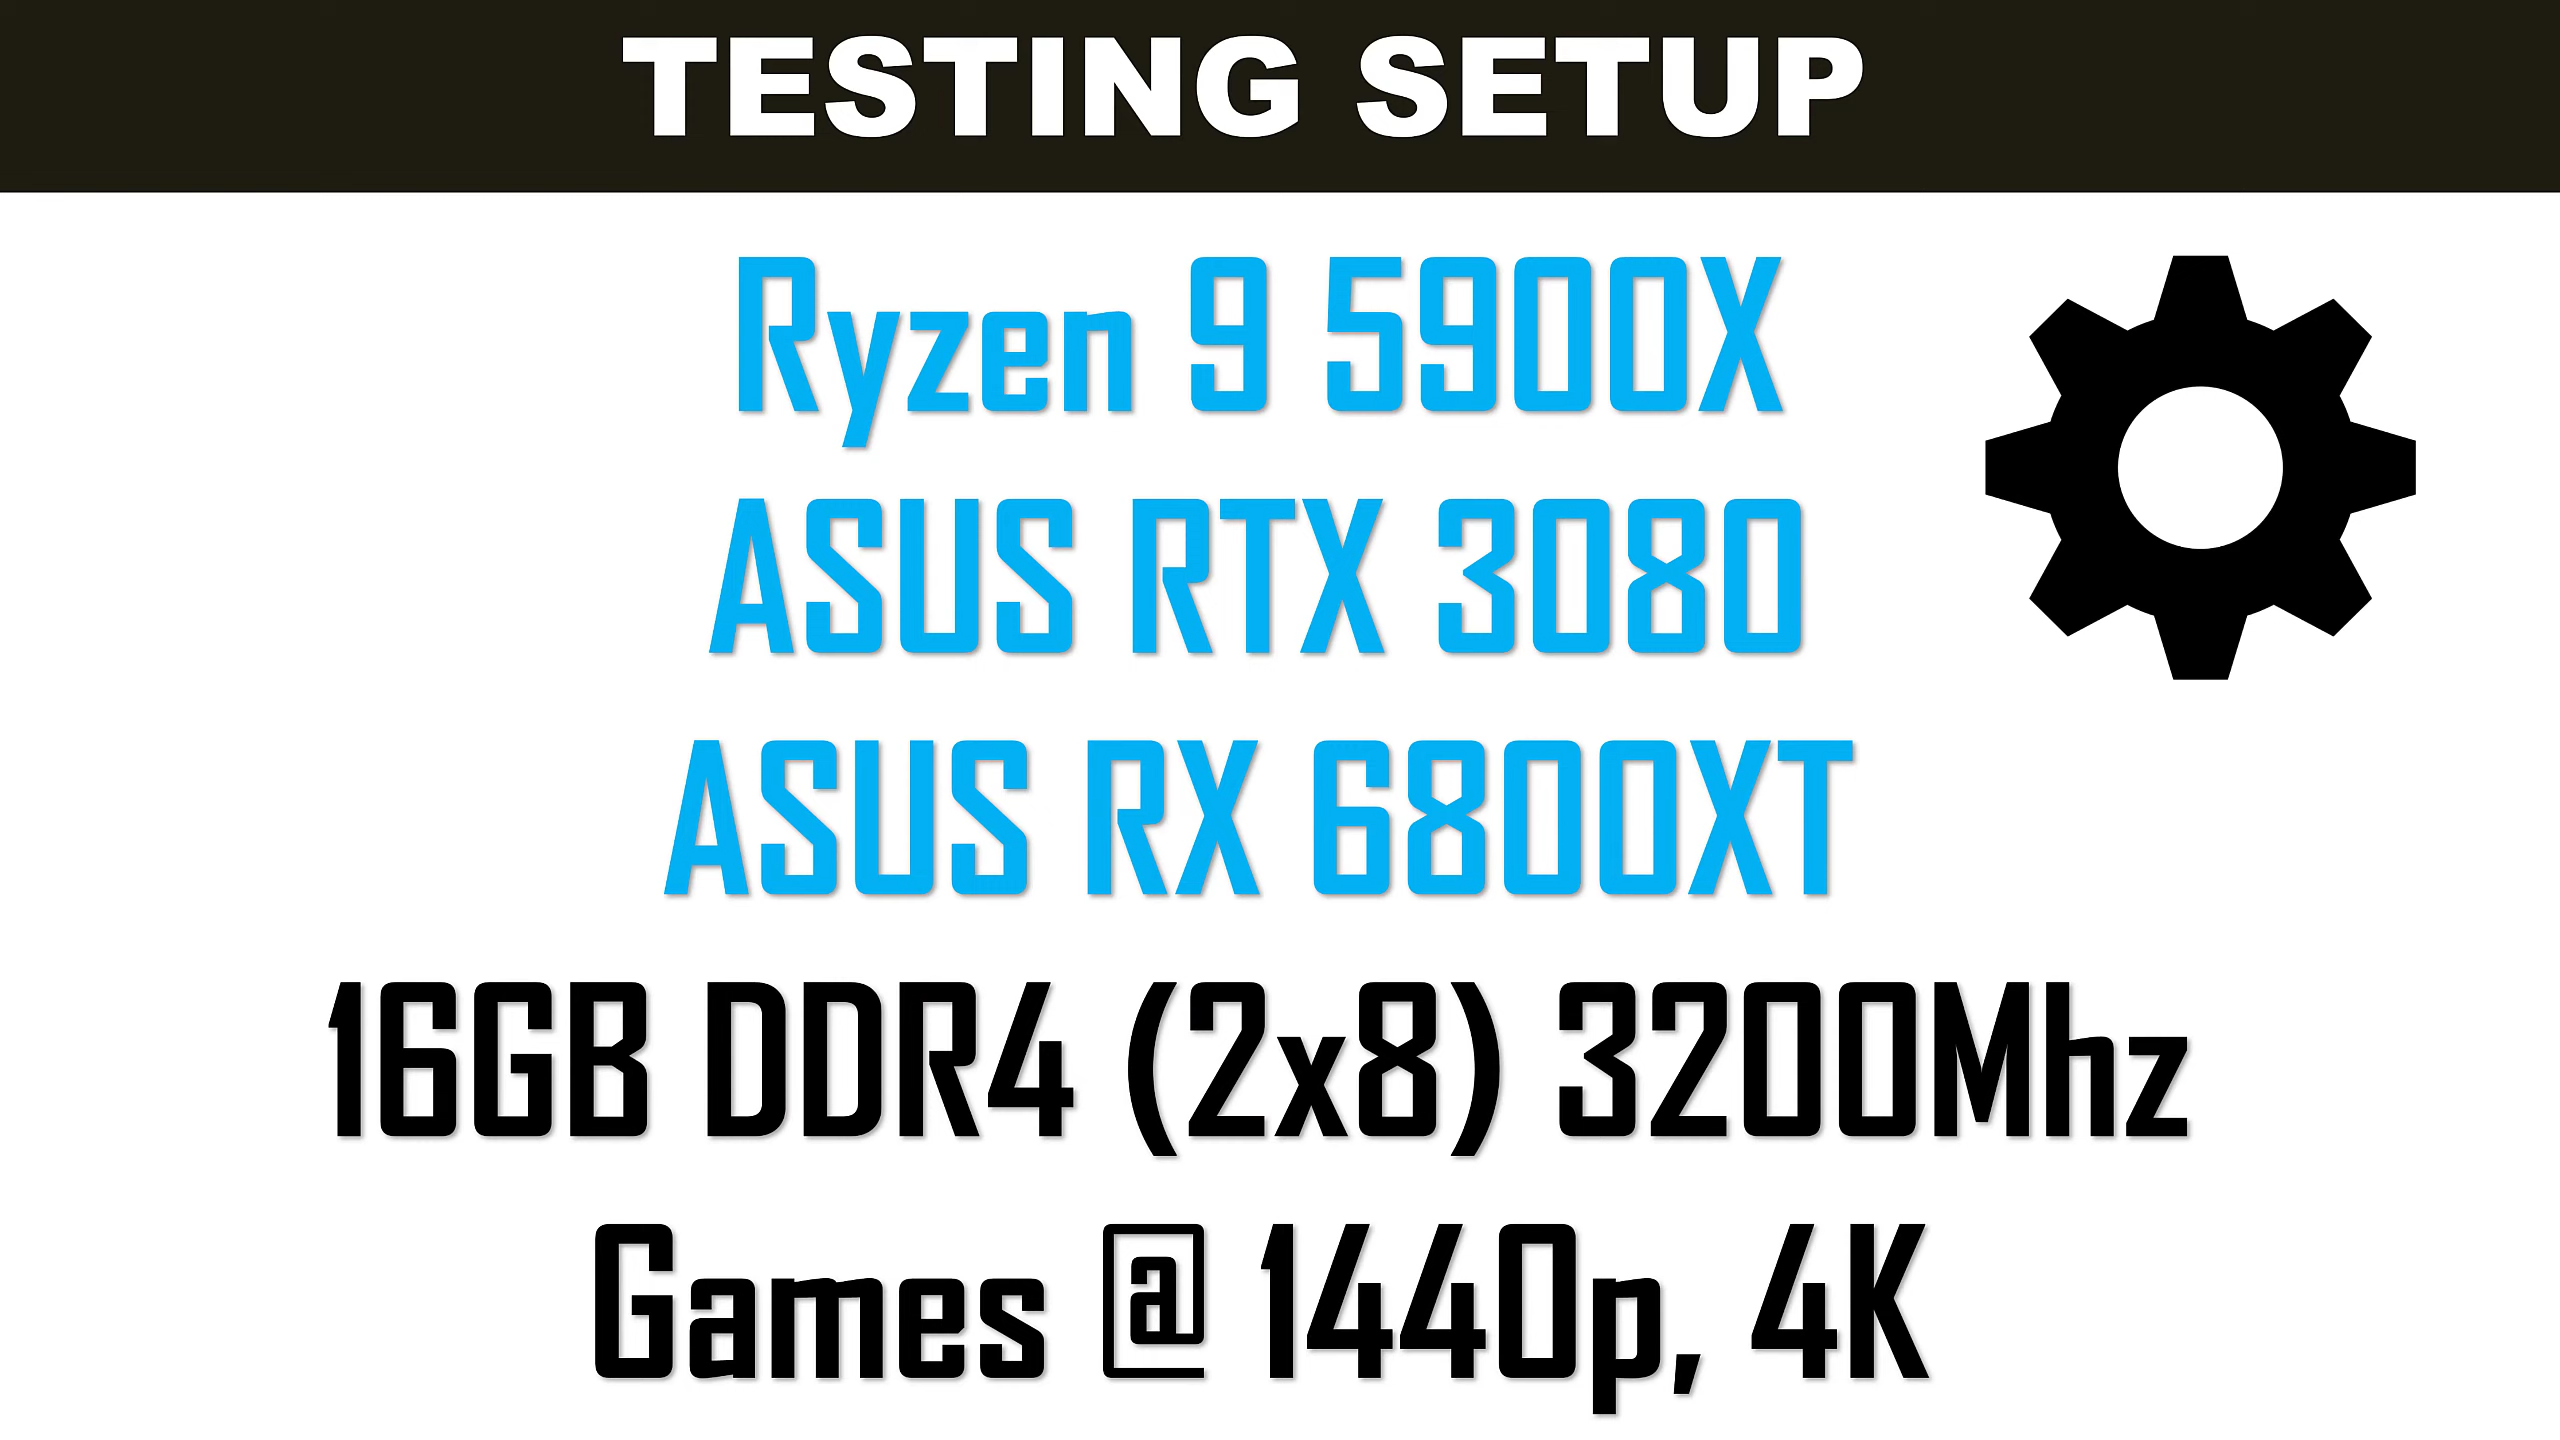 TESTING SETUP
Ryzen 9 5900X
ASUS RTX 3080
ASUS RX 6800XT
16GB DDR4 (2x8) 3200Mhz
Games @ 1440p, 4K